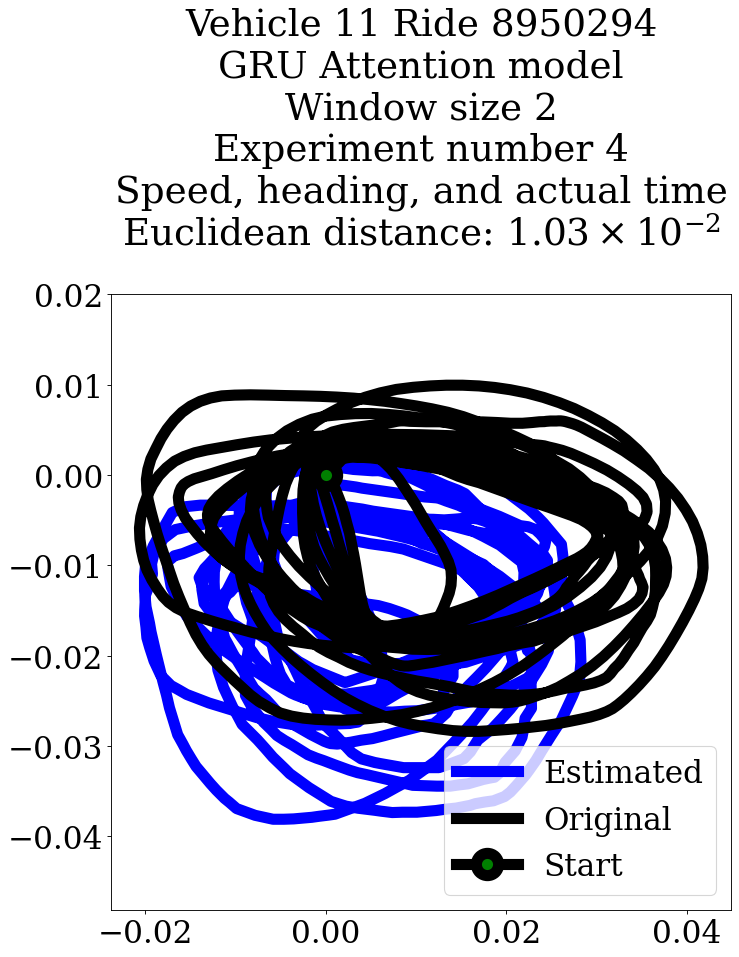 Vehicle 11 Ride 8950294
GRU Attention model
Window size 2
Experiment number 4
Speed, heading, and actual time
Euclidean distance: 1.03 × 10⁻²
0.02
0.01
0.00
−0.01
−0.02
−0.03
−0.04
Estimated
Original
Start
−0.02 0.00 0.02 0.04